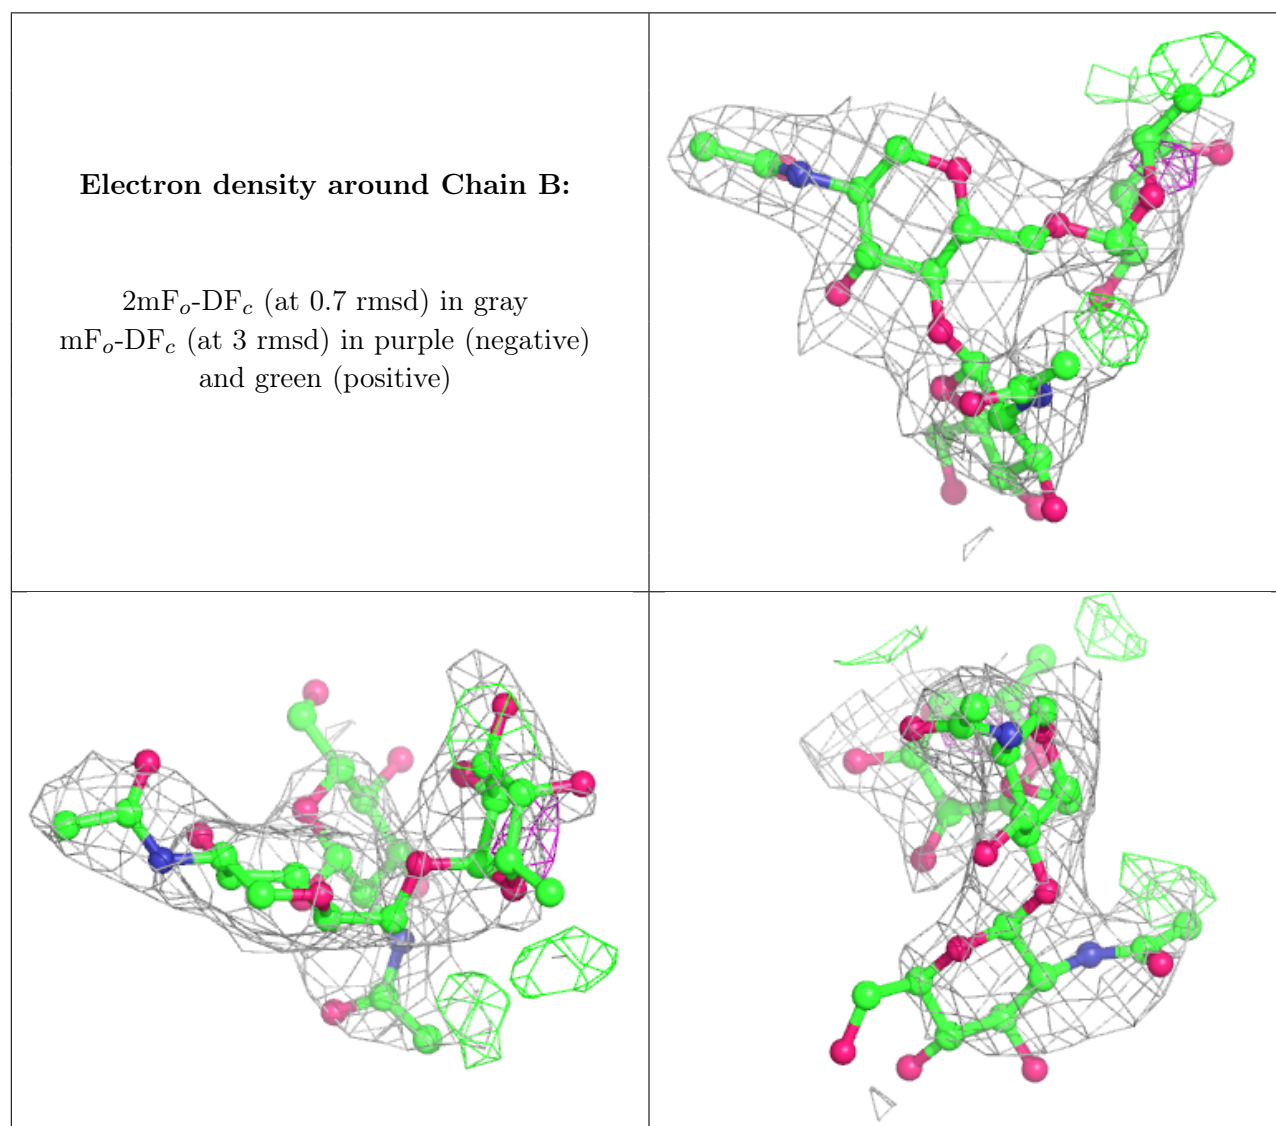 Electron density around Chain B:
2mFo-DFc (at 0.7 rmsd) in gray
mFo-DFc (at 3 rmsd) in purple (negative)
and green (positive)